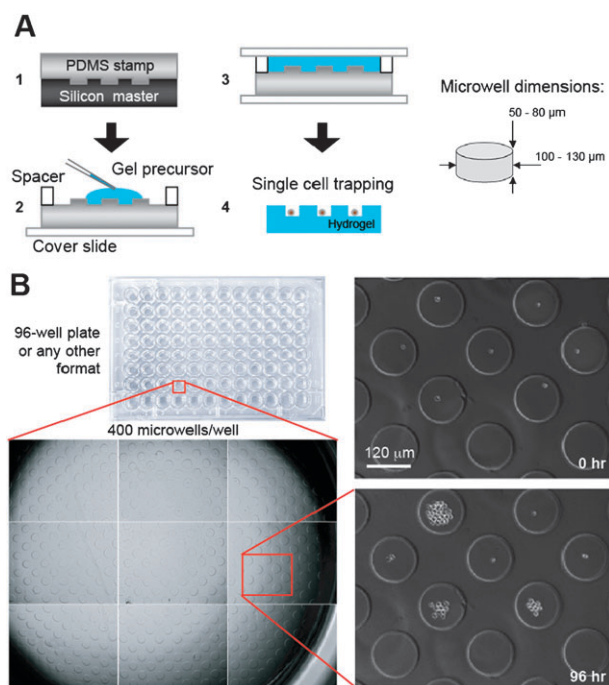 A
1
PDMS stamp
Silicon master
Spacer
Gel precursor
2
Cover slide
3
Single cell trapping
4
Hydrogel
Microwell dimensions:
50 - 80 µm
100 - 130 µm
B
96-well plate
or any other
format
400 microwells/well
120 µm
0 hr
96 hr